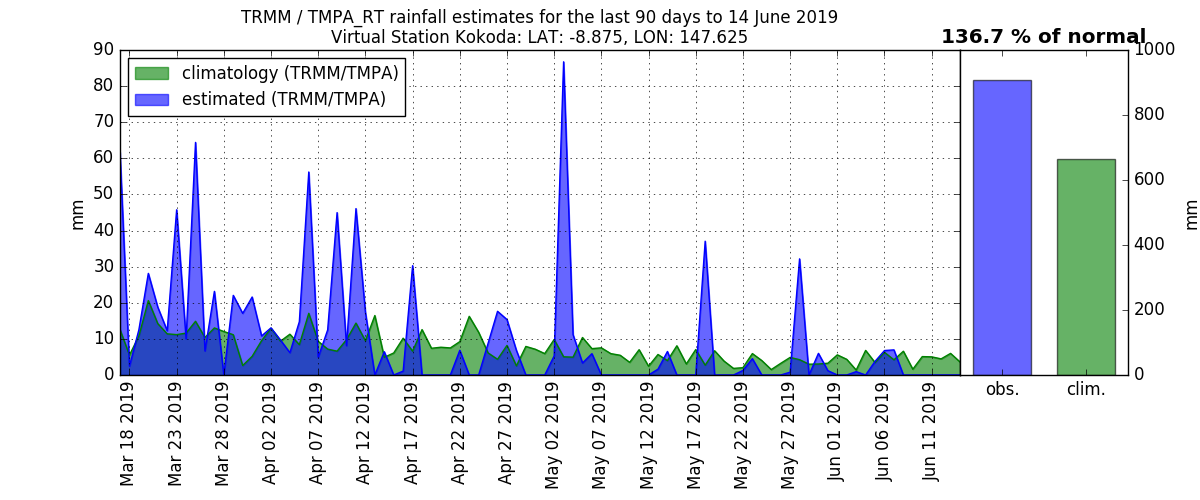 TRMM / TMPA_RT rainfall estimates for the last 90 days to 14 June 2019
Virtual Station Kokoda: LAT: -8.875, LON: 147.625
136.7 % of normal
climatology (TRMM/TMPA)
estimated (TRMM/TMPA)
mm
90
80
70
60
50
40
30
20
10
0
Mar 18 2019
Mar 23 2019
Mar 28 2019
Apr 02 2019
Apr 07 2019
Apr 12 2019
Apr 17 2019
Apr 22 2019
Apr 27 2019
May 02 2019
May 07 2019
May 12 2019
May 17 2019
May 22 2019
May 27 2019
Jun 01 2019
Jun 06 2019
Jun 11 2019
obs.
clim.
1000
800
600
400
200
0
mm